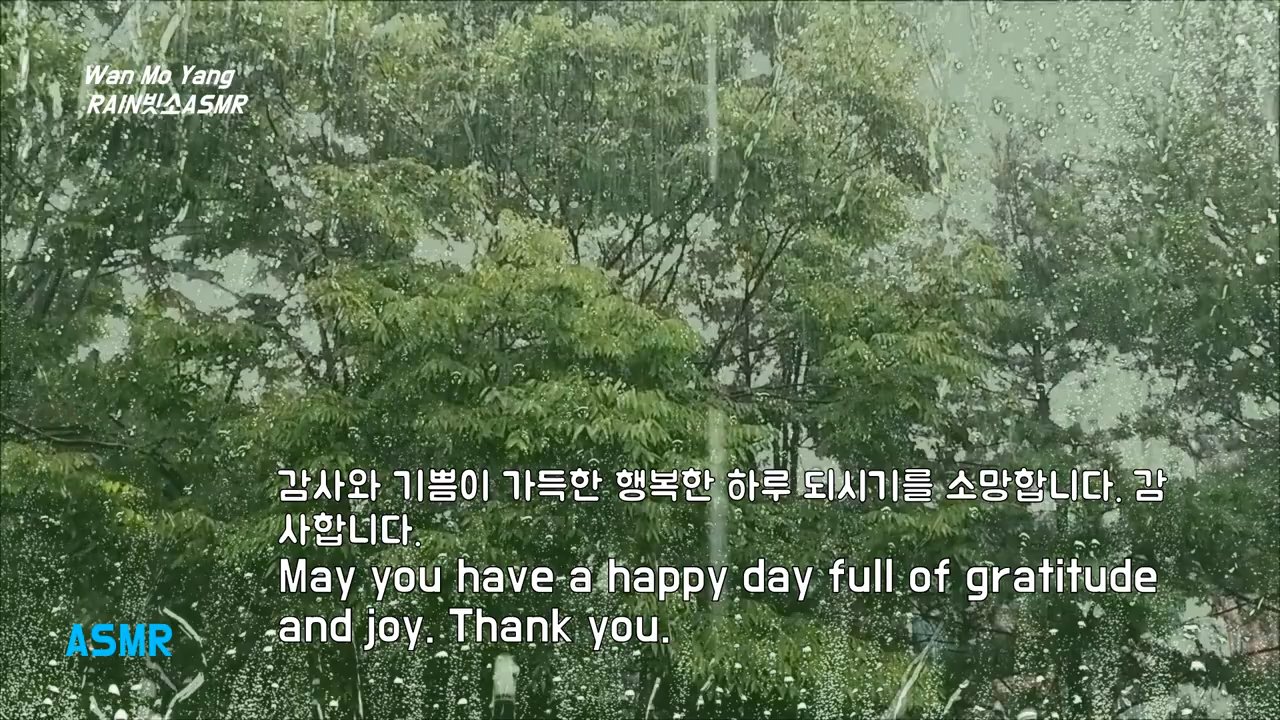 Wan Mo Yang
RAIN빗소ASMR
감사와 기쁨이 가득한 행복한 하루 되시기를 소망합니다. 감
사합니다.
May you have a happy day full of gratitude
and joy. Thank you.
ASMR